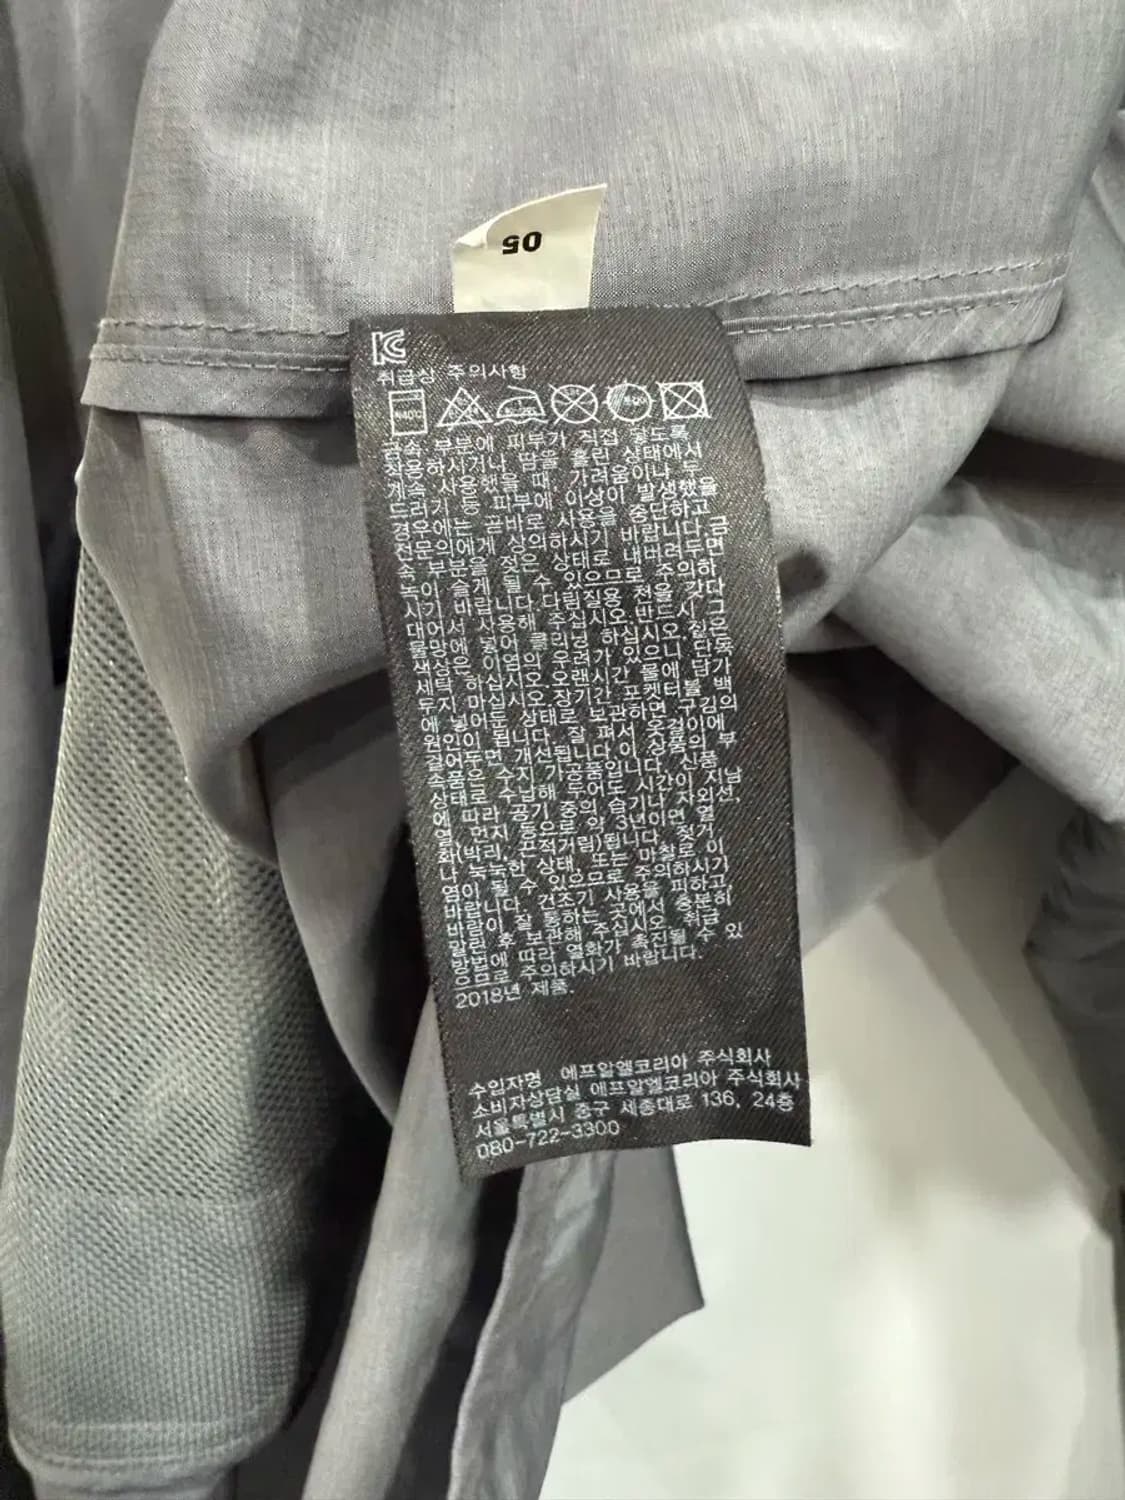 05
KC
취급상 주의사항
금속 부분에 피부가 직접 닿도록
착용하시거나 땀을 흘린 상태에서
계속 사용했을 때 가려움이나 두
드러기 등 피부에 이상이 발생했을
경우에는 곧바로 사용을 중단하고
전문의에게 상의하시기 바랍니다. 금
속 부분을 젖은 상태로 내버려두면
녹이 슬게 될 수 있으므로 주의하
시기 바랍니다. 다림질용 천을 갖다
대어서 사용해 주십시오. 반드시 그
물망에 넣어 클리닝 하십시오. 짙은
색상은 이염의 우려가 있으니, 단독
세탁 하십시오. 오랜 시간 물에 담가
두지 마십시오. 장기간 포켓터블 백
에 넣어둔 상태로 보관하면 구김의
원인이 됩니다. 잘 펴서 옷걸이에
걸어두면 개선됩니다. 이 상품의 부
속품은 수지 가공품입니다. 신품
상태로 수납해 두어도 시간이 지남
에 따라 공기 중의 습기나 자외선,
열, 먼지 등으로 약 3년이면 열
화(박리, 끈적거림)됩니다. 젖거
나 눅눅한 상태 또는 마찰로 이
염이 될 수 있으므로 주의하시기
바랍니다. 건조기 사용을 피하고,
바람이 잘 통하는 곳에서 충분히
말린 후 보관해 주십시오. 취급
방법에 따라 열화가 촉진될 수 있
으므로 주의하시기 바랍니다.
2018년 제품.
수입자명 에프알엘코리아 주식회사
소비자상담실 에프알엘코리아 주식회사
서울특별시 중구 세종대로 136, 24층
080-722-3300